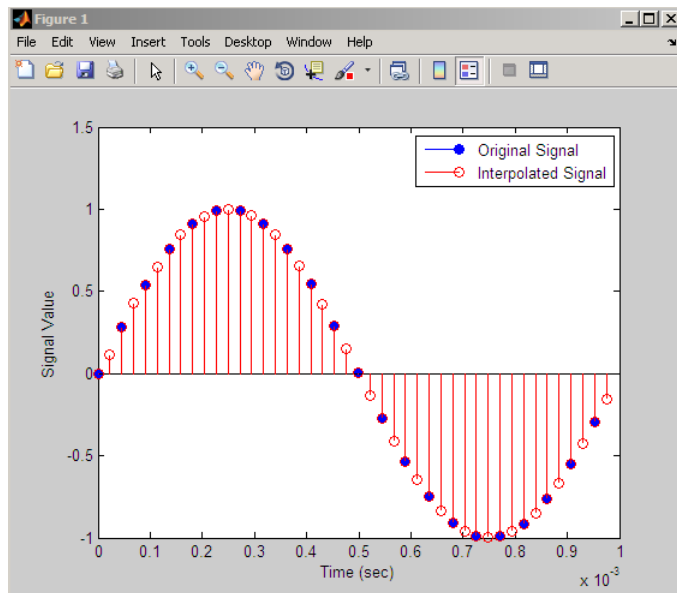 Figure 1
File Edit View Insert Tools Desktop Window Help
Original Signal
Interpolated Signal
1.5
1
0.5
0
-0.5
-1
Signal Value
0 0.1 0.2 0.3 0.4 0.5 0.6 0.7 0.8 0.9 1
Time (sec)
x 10⁻³